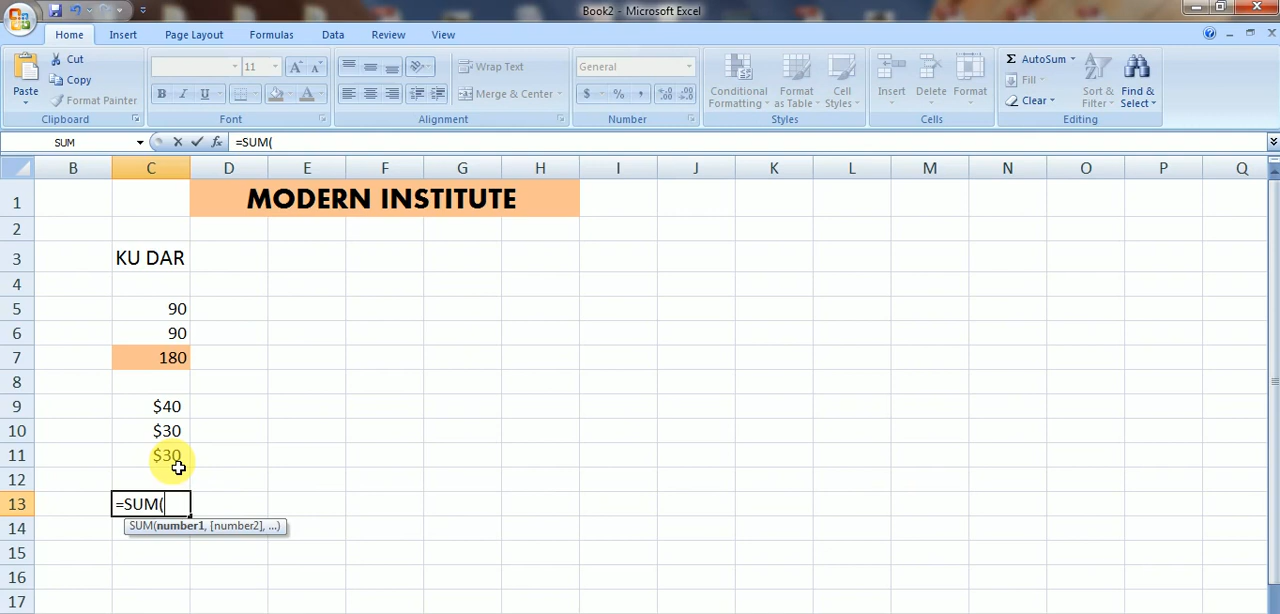 Book2 - Microsoft Excel
Home Insert Page Layout Formulas Data Review View
Cut
Copy
Format Painter
Paste
Clipboard
11
Font
Wrap Text
Merge & Center
Alignment
General
Number
Conditional Formatting
Format as Table
Cell Styles
Styles
Insert
Delete
Format
Cells
AutoSum
Fill
Clear
Sort & Filter
Find & Select
Editing
SUM =SUM(
B C D E F G H I J K L M N O P Q
1 MODERN INSTITUTE
2
3 KU DAR
4
5 90
6 90
7 180
8
9 $40
10 $30
11 $30
12
13 =SUM(
SUM(number1, [number2], ...)
14
15
16
17